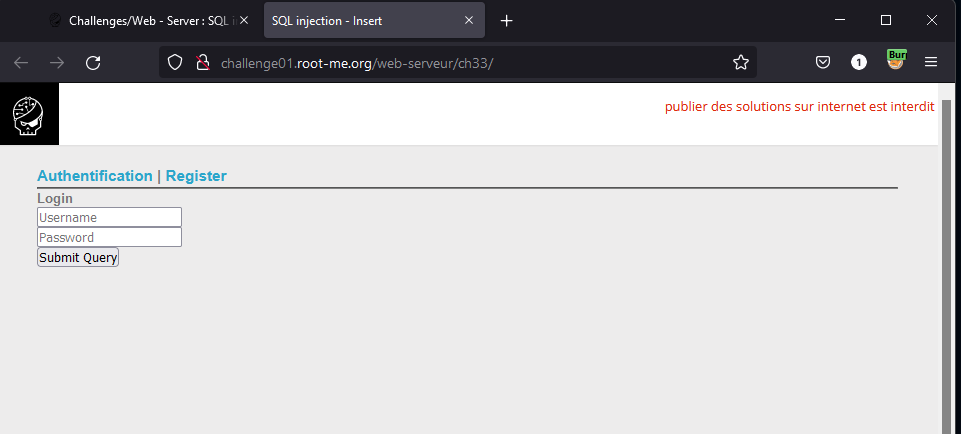 Challenges/Web - Server : SQL i
SQL injection - Insert
challenge01.root-me.org/web-serveur/ch33/
1
Burp
publier des solutions sur internet est interdit
Authentification | Register
Login
Username
Password
Submit Query